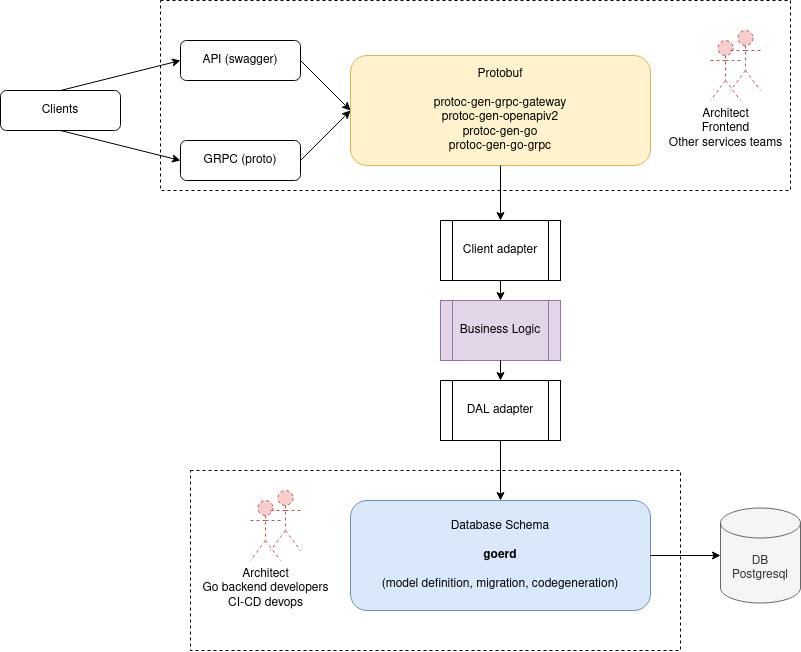 Clients
API (swagger)
GRPC (proto)
Protobuf
protoc-gen-grpc-gateway
protoc-gen-openapiv2
protoc-gen-go
protoc-gen-go-grpc
Architect
Frontend
Other services teams
Client adapter
Business Logic
DAL adapter
Architect
Go backend developers
CI-CD devops
Database Schema
goerd
(model definition, migration, codegeneration)
DB
Postgresql